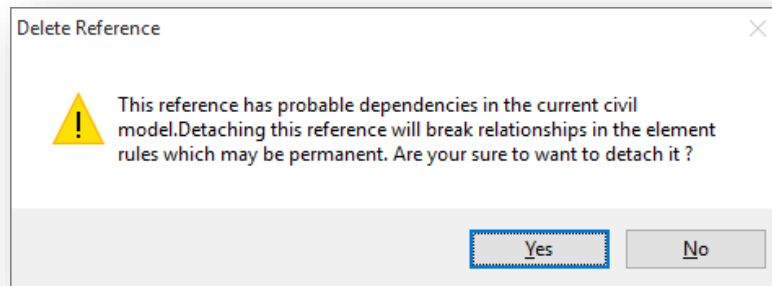 Delete Reference
This reference has probable dependencies in the current civil
model.Detaching this reference will break relationships in the element
rules which may be permanent. Are your sure to want to detach it ?
Yes
No